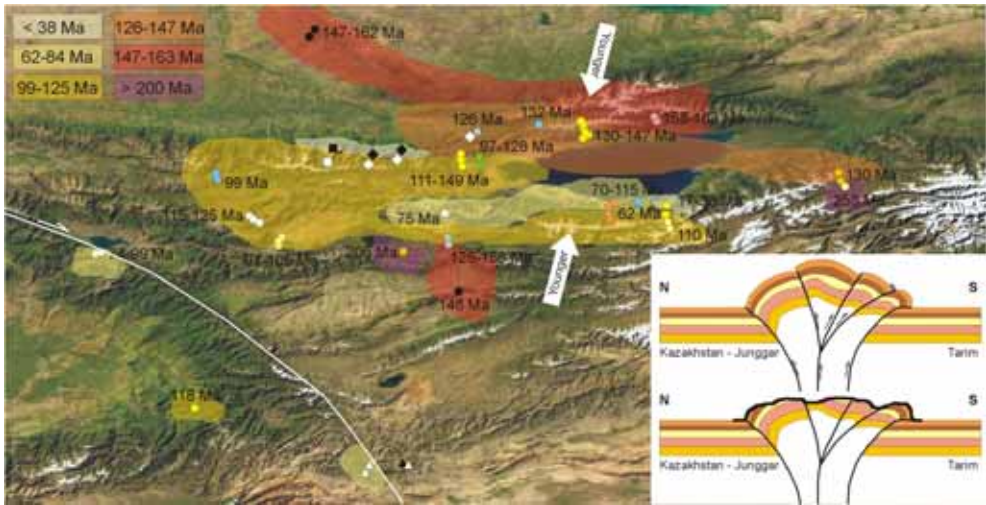 < 38 Ma 126-147 Ma
62-84 Ma 147-163 Ma
99-125 Ma > 200 Ma
147-162 Ma
Younger
132 Ma
126 Ma
130-147 Ma
97-128 Ma
111-149 Ma
130 Ma
99 Ma
70-115 Ma
75 Ma
62 Ma
115-125 Ma
110 Ma
Younger
146 Ma
118 Ma
N S
Kazakhstan - Junggar Tarim
N S
Kazakhstan - Junggar Tarim